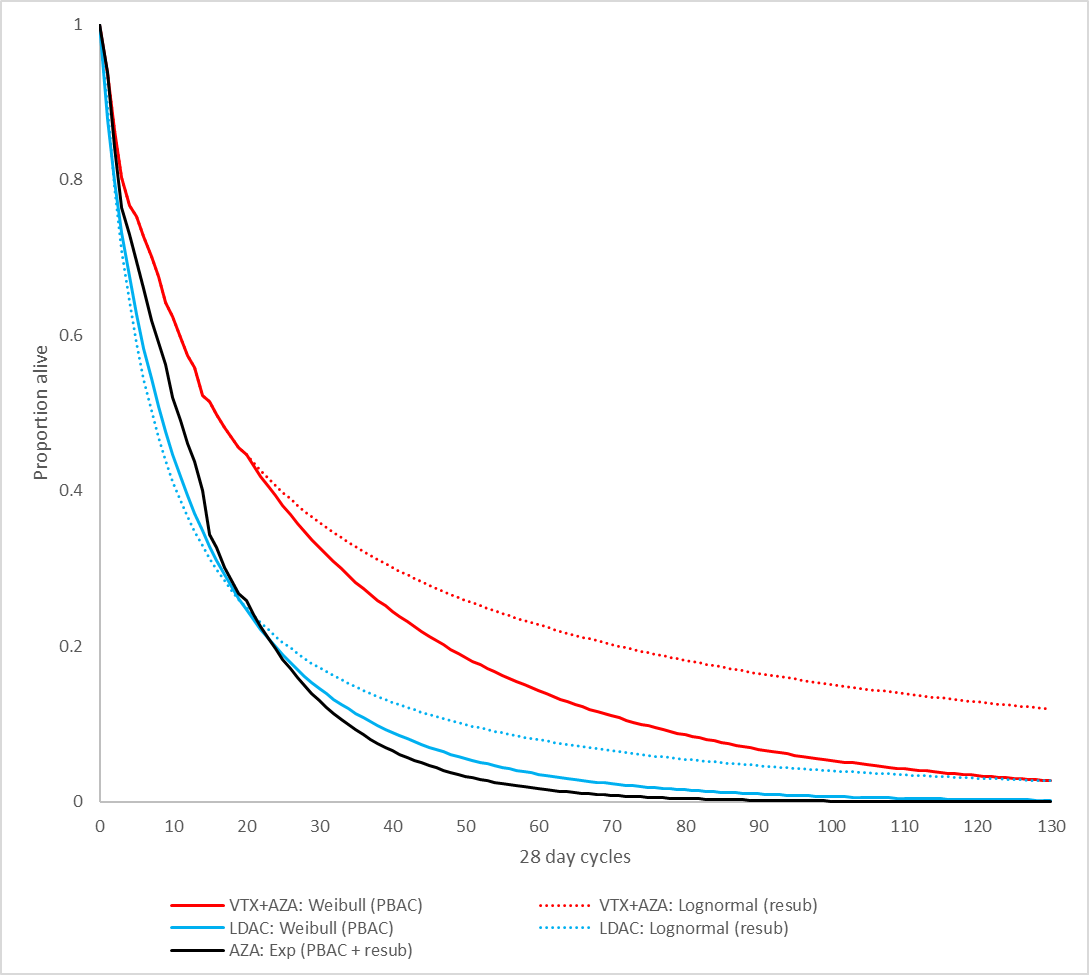 1
0.8
0.6
0.4
0.2
0
Proportion alive
0 10 20 30 40 50 60 70 80 90 100 110 120 130
28 day cycles
VTX+AZA: Weibull (PBAC) VTX+AZA: Lognormal (resub)
LDAC: Weibull (PBAC) LDAC: Lognormal (resub)
AZA: Exp (PBAC + resub)